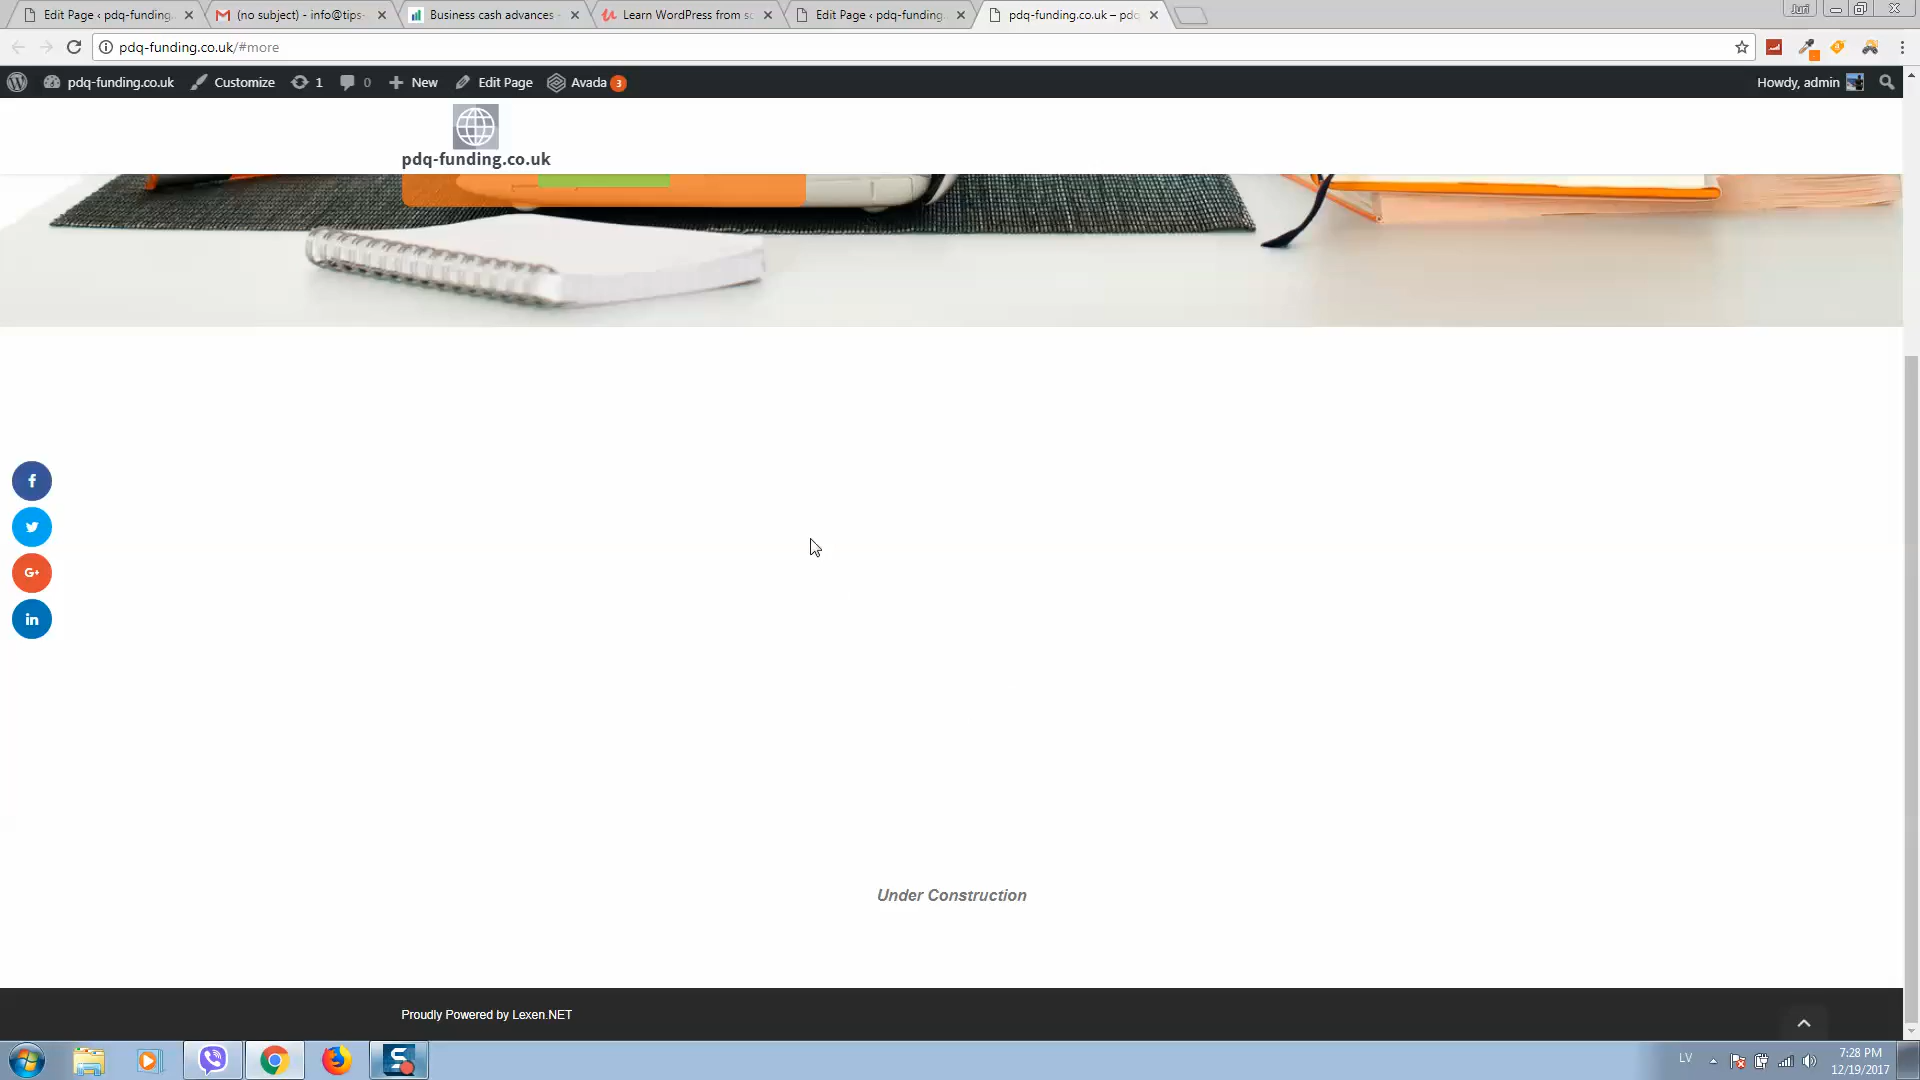 Edit Page ‹ pdq-funding.
(no subject) - info@tips-
Business cash advances -
Learn WordPress from sc
Edit Page ‹ pdq-funding.
pdq-funding.co.uk – pdq
Juri
pdq-funding.co.uk/#more
pdq-funding.co.uk
Customize
1
0
New
Edit Page
Avada 3
Howdy, admin
pdq-funding.co.uk
f
G+
in
Under Construction
Proudly Powered by Lexen.NET
S
LV
7:28 PM
12/19/2017